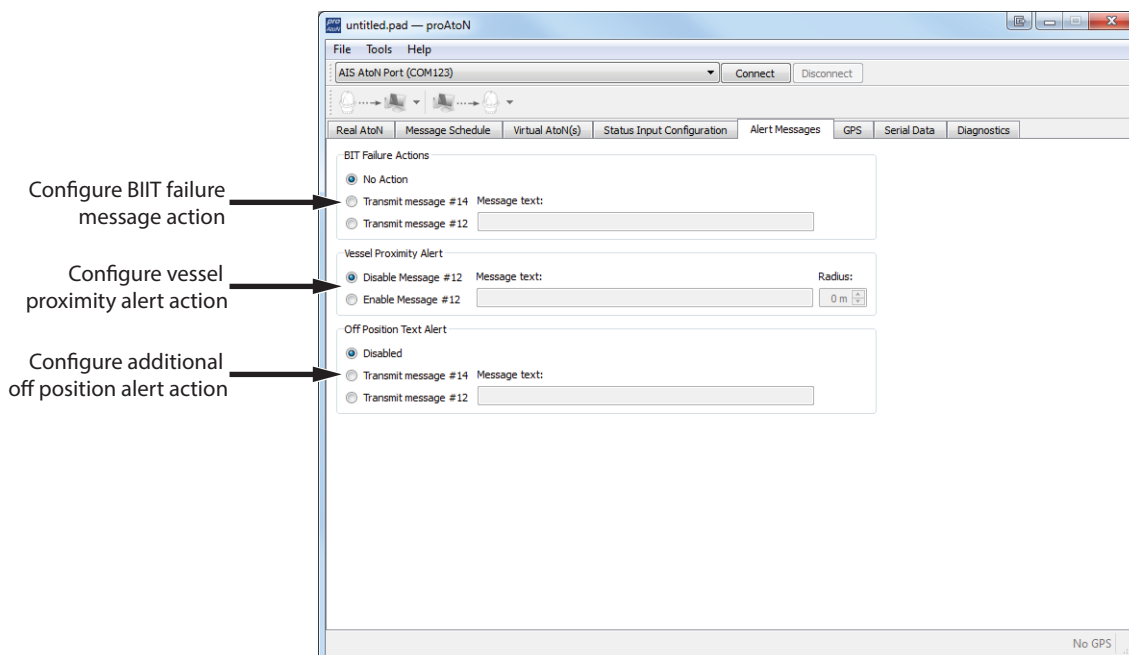 pro
AtoN
untitled.pad — proAtoN
File Tools Help
AIS AtoN Port (COM123) Connect Disconnect
Real AtoN Message Schedule Virtual AtoN(s) Status Input Configuration Alert Messages GPS Serial Data Diagnostics
BIT Failure Actions
No Action
Transmit message #14 Message text:
Transmit message #12
Configure BIIT failure
message action
Vessel Proximity Alert
Disable Message #12 Message text: Radius:
Enable Message #12 0 m
Configure vessel
proximity alert action
Off Position Text Alert
Disabled
Transmit message #14 Message text:
Transmit message #12
Configure additional
off position alert action
No GPS